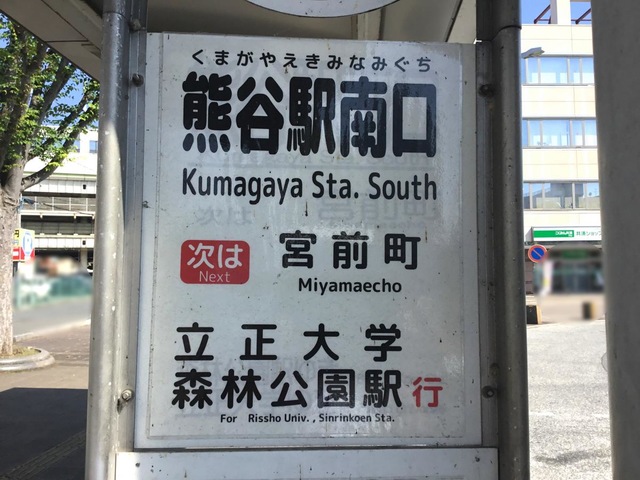 くまがやえきみなみぐち
熊谷駅南口
Kumagaya Sta. South
次は
Next
宮前町
Miyamaecho
立正大学
森林公園駅行
For Rissho Univ. , Sinrinkoen Sta.